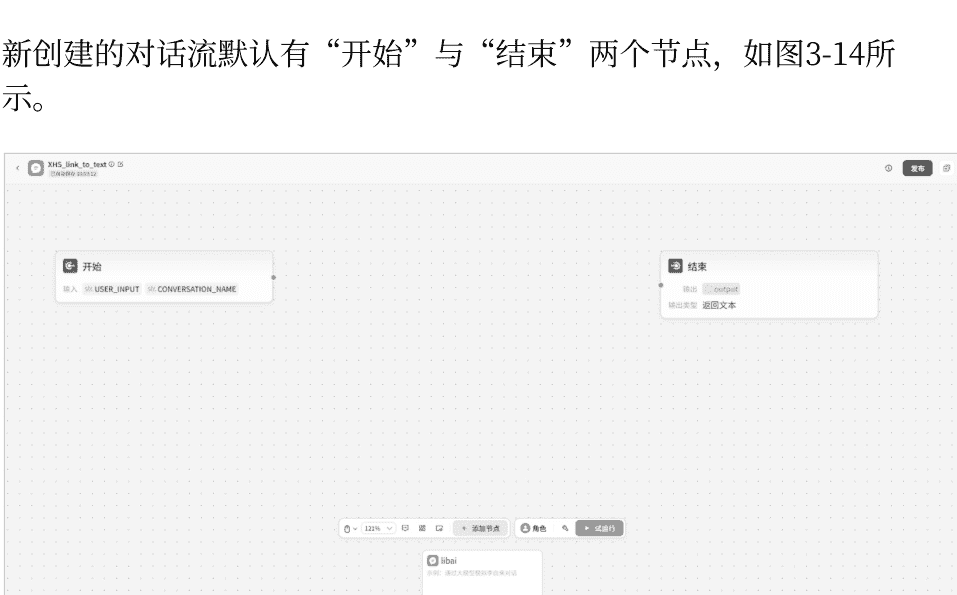 新创建的对话流默认有“开始”与“结束”两个节点，如图3-14所
示。
XHS_link_to_text
发布
开始
输入 str. USER_INPUT str. CONVERSATION_NAME
结束
输出 output
输出类型 返回文本
121%
+ 添加节点
角色
试运行
libai